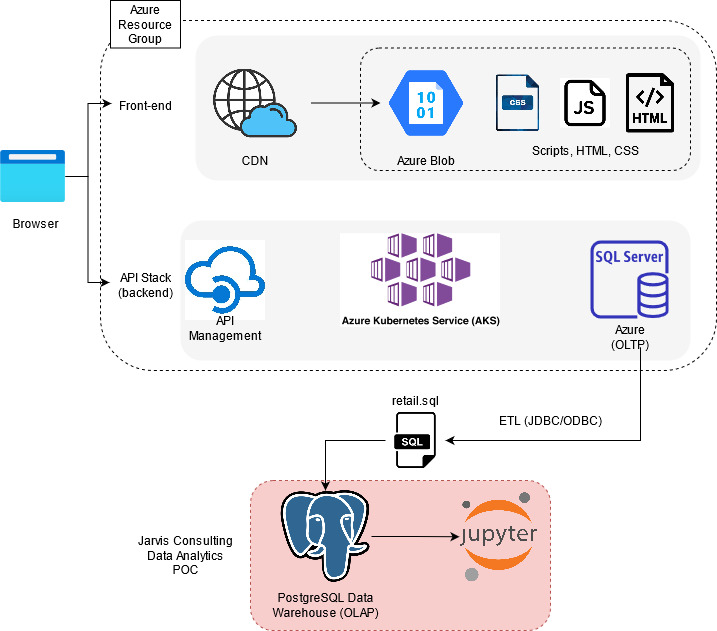 Azure
Resource
Group
Front-end
CDN
10
01
Azure Blob
CSS
JS
</>
HTML
Scripts, HTML, CSS
Browser
API Stack
(backend)
API
Management
Azure Kubernetes Service (AKS)
SQL Server
Azure
(OLTP)
retail.sql
SQL
ETL (JDBC/ODBC)
Jarvis Consulting
Data Analytics
POC
PostgreSQL Data
Warehouse (OLAP)
jupyter